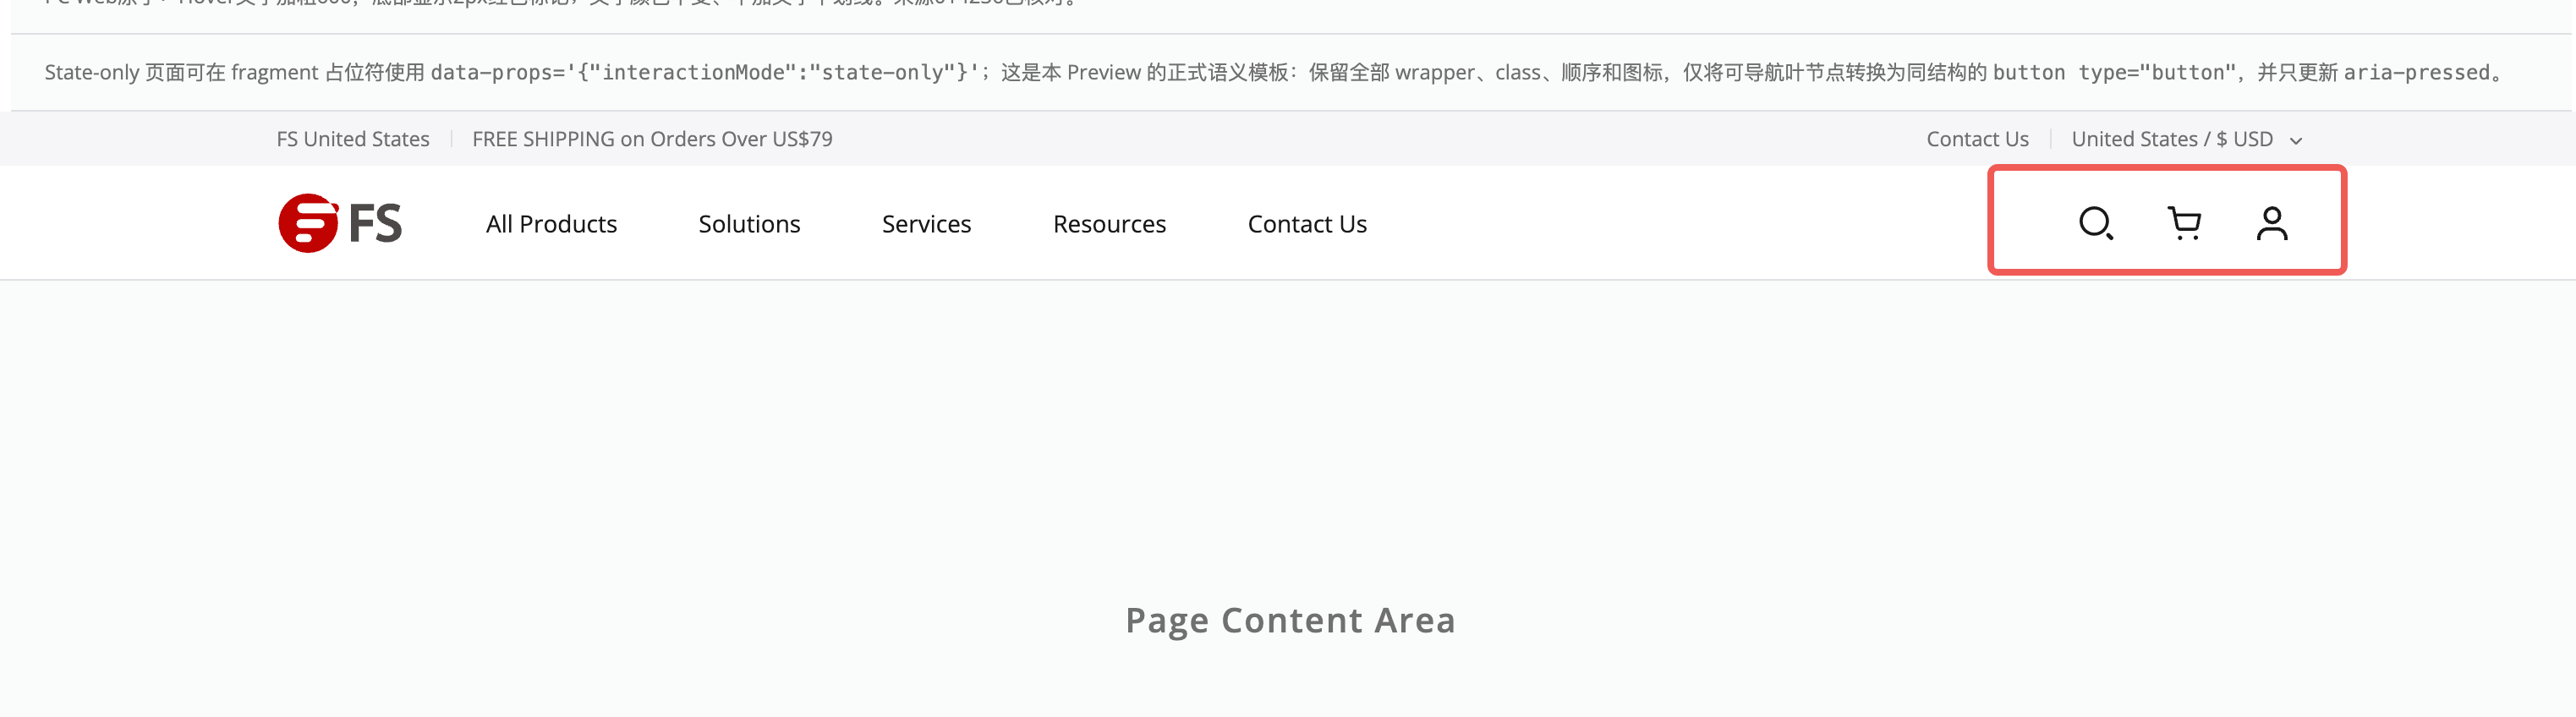 State-only 页面可在 fragment 占位符使用 data-props='{"interactionMode":"state-only"}'；这是本 Preview 的正式语义模板：保留全部 wrapper、class、顺序和图标，仅将可导航叶节点转换为同结构的 button type="button"，并只更新 aria-pressed。
FS United States FREE SHIPPING on Orders Over US$79 Contact Us United States / $ USD
FS All Products Solutions Services Resources Contact Us
Page Content Area